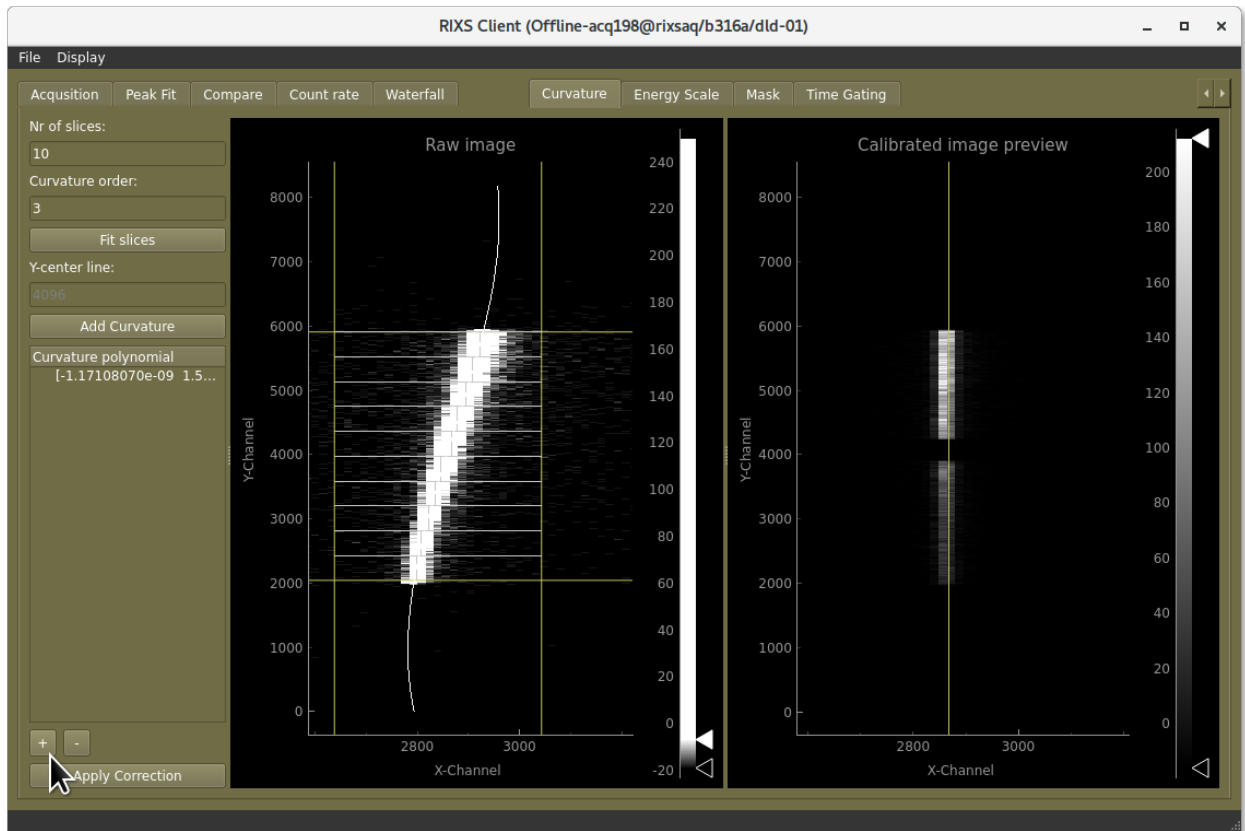 RIXS Client (Offline-acq198@rixsaq/b316a/dld-01)
File Display
Acqusition Peak Fit Compare Count rate Waterfall Curvature Energy Scale Mask Time Gating
Nr of slices:
10
Curvature order:
3
Fit slices
Y-center line:
4096
Add Curvature
Curvature polynomial
[-1.17108070e-09 1.5...
+ -
Apply Correction
Raw image
8000
7000
6000
5000
4000
3000
2000
1000
0
Y-Channel
2800 3000
X-Channel
240
220
200
180
160
140
120
100
80
60
40
20
0
-20
Calibrated image preview
8000
7000
6000
5000
4000
3000
2000
1000
0
Y-Channel
2800 3000
X-Channel
200
180
160
140
120
100
80
60
40
20
0